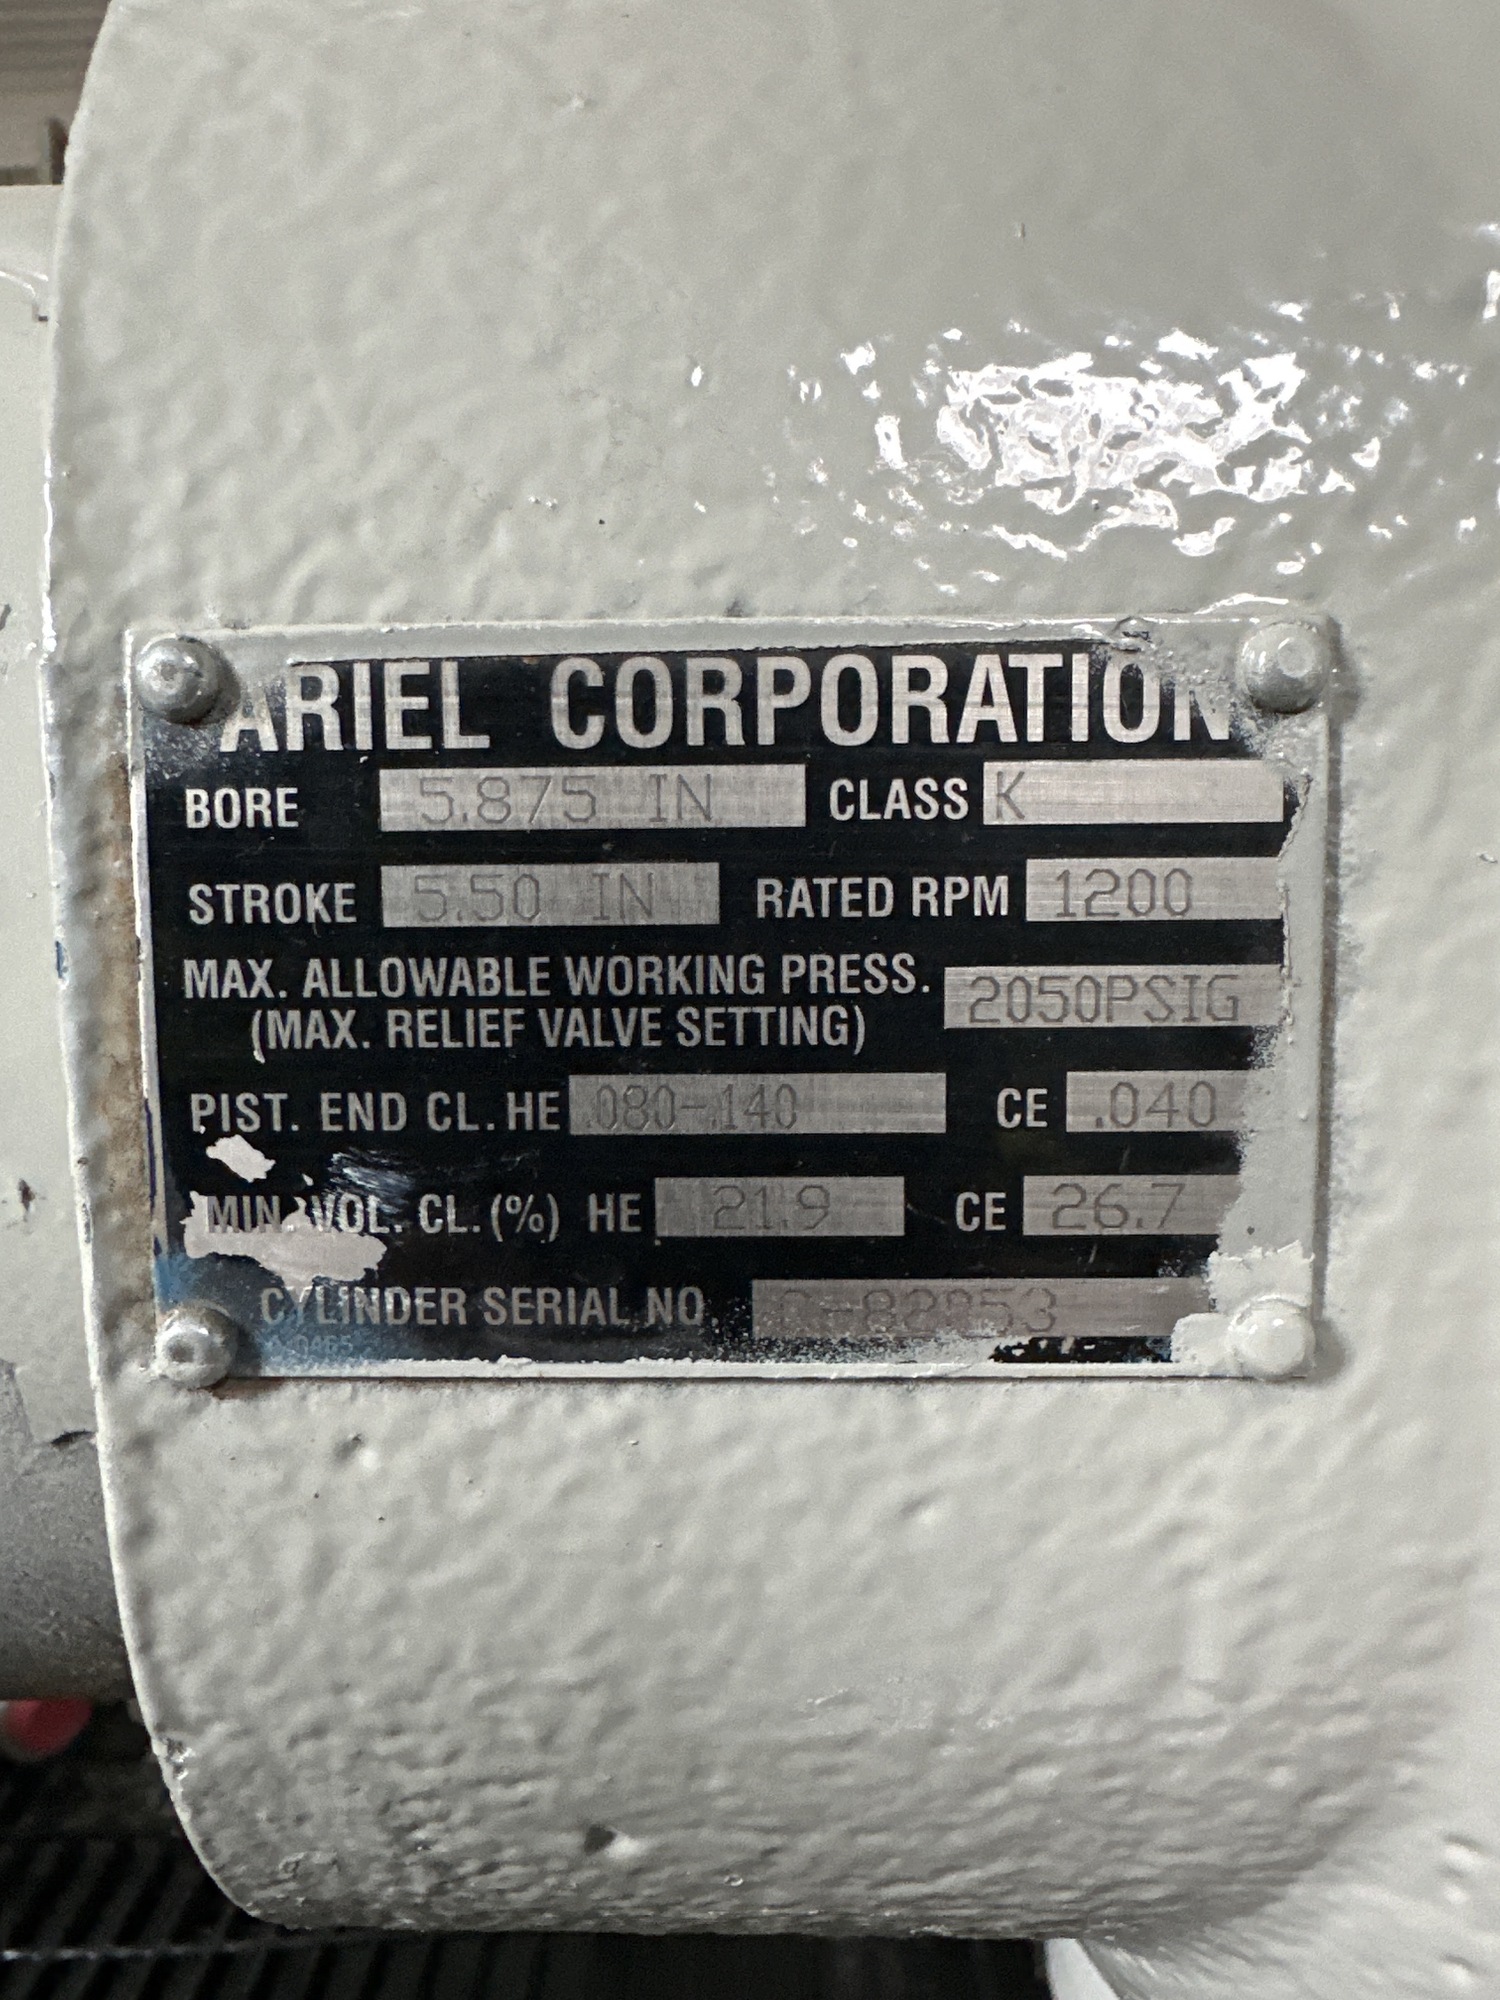 ARIEL CORPORATION
BORE 5.875 IN CLASS K
STROKE 5.50 IN RATED RPM 1200
MAX. ALLOWABLE WORKING PRESS. 2050PSIG
(MAX. RELIEF VALVE SETTING)
PIST. END CL. HE .080-.140 CE .040
MIN. VOL. CL. (%) HE 21.9 CE 26.7
CYLINDER SERIAL NO.